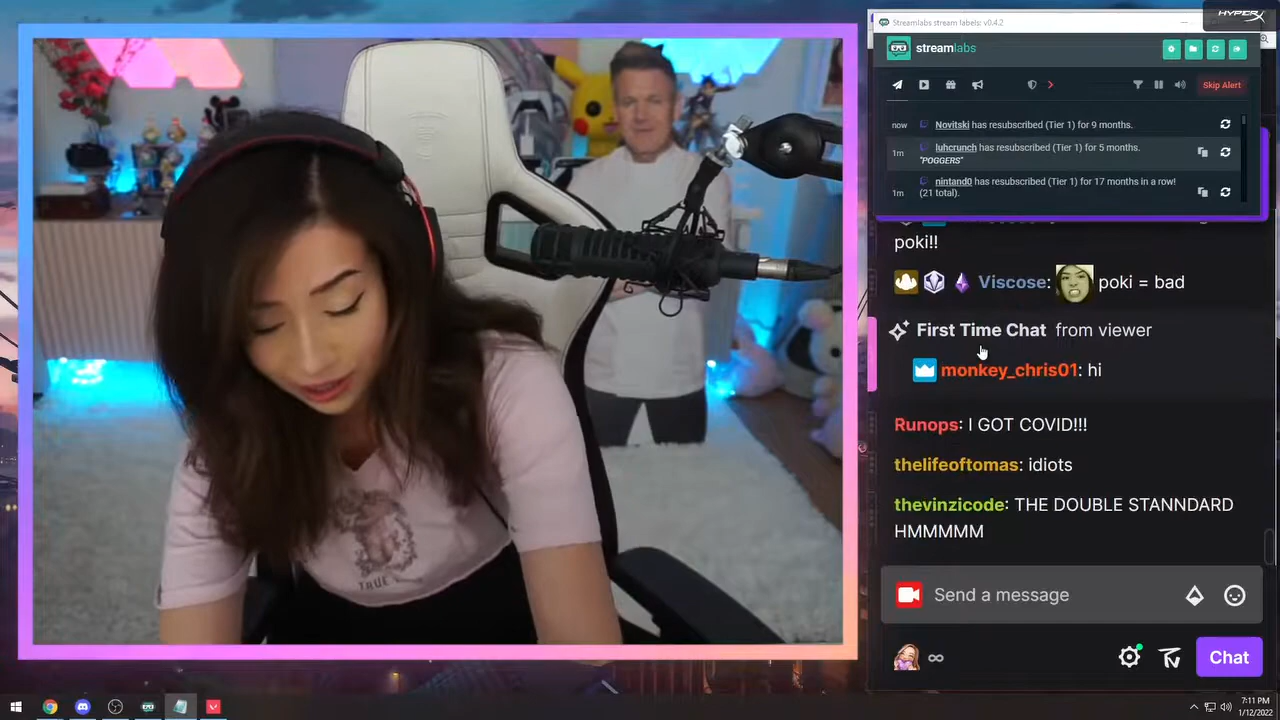 HYPERX
Streamlabs stream labels: v0.4.2
streamlabs
Skip Alert
now Novitski has resubscribed (Tier 1) for 9 months.
luhcrunch has resubscribed (Tier 1) for 5 months.
1m
"POGGERS"
nintand0 has resubscribed (Tier 1) for 17 months in a row!
1m
(21 total).
poki!!
Viscose: poki = bad
First Time Chat from viewer
monkey_chris01: hi
Runops: I GOT COVID!!!
thelifeoftomas: idiots
thevinzicode: THE DOUBLE STANNDARD
HMMMMM
Send a message
∞
Chat
TRUE
7:11 PM
1/12/2022